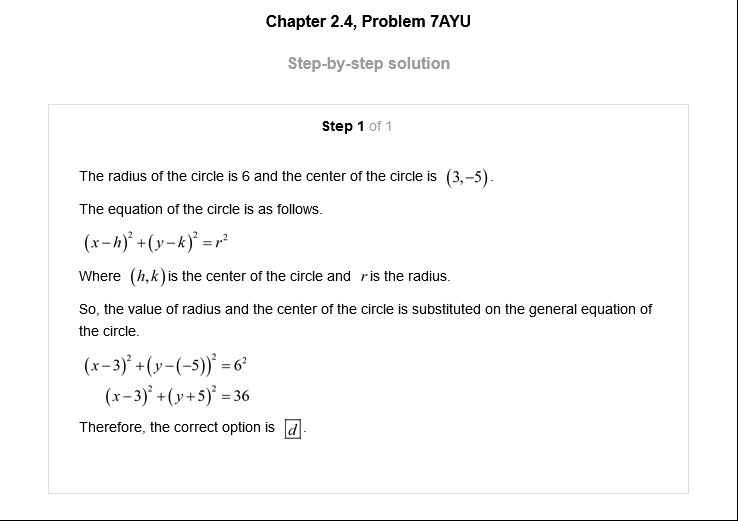 Chapter 2.4, Problem 7AYU
Step-by-step solution
Step 1 of 1
The radius of the circle is 6 and the center of the circle is (3,−5).
The equation of the circle is as follows.
(x−h)² +(y−k)² = r²
Where (h,k) is the center of the circle and r is the radius.
So, the value of radius and the center of the circle is substituted on the general equation of
the circle.
(x−3)² +(y−(−5))² = 6²
(x−3)² +(y+5)² = 36
Therefore, the correct option is d.